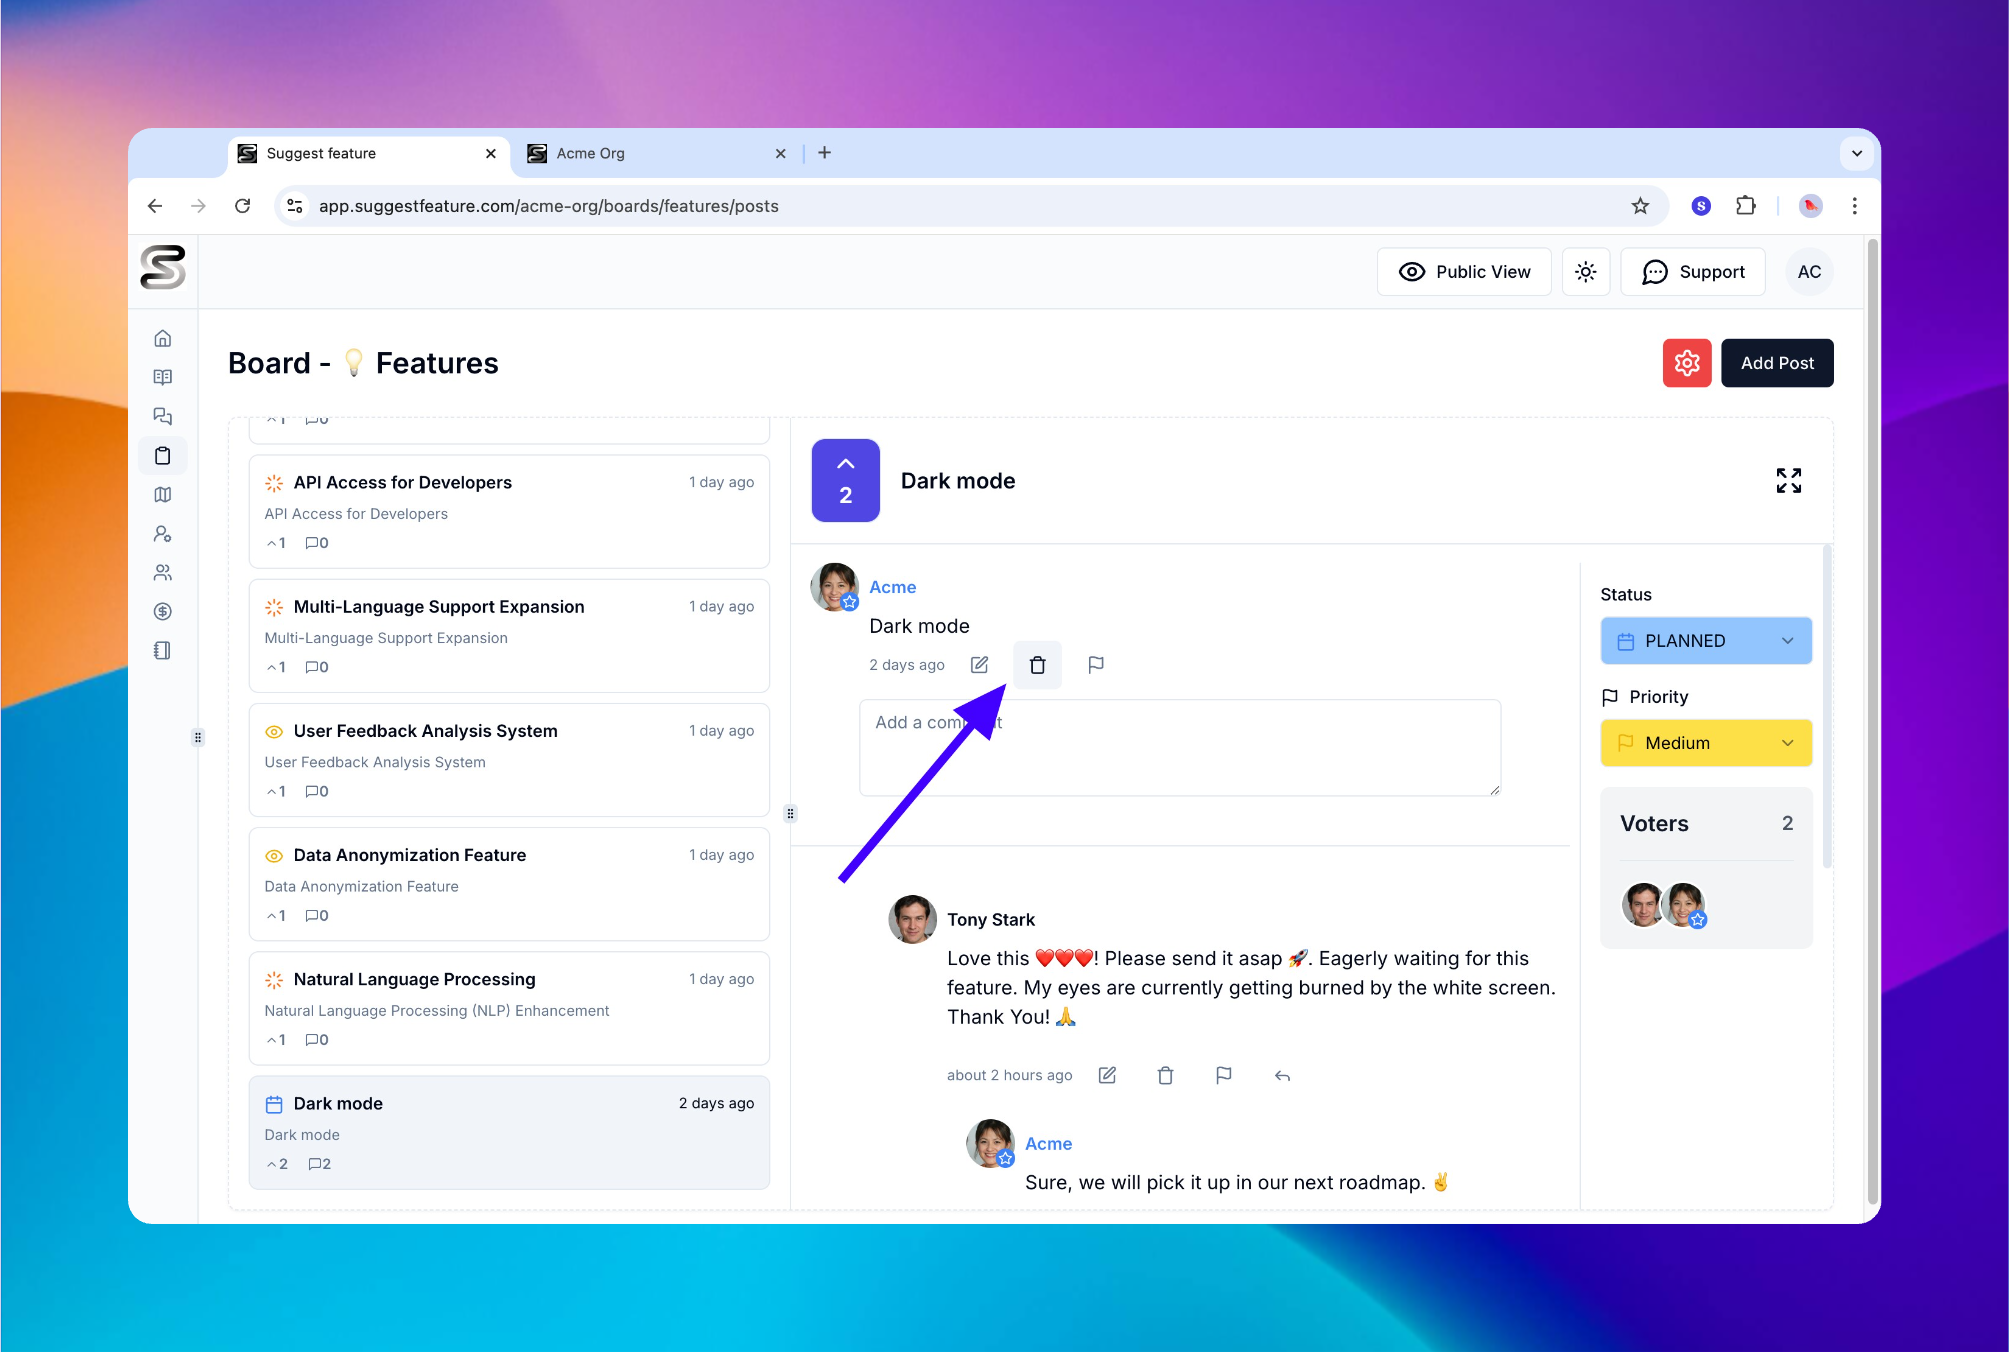 Suggest feature
Acme Org
app.suggestfeature.com/acme-org/boards/features/posts
Public View
Support
AC
Board - 💡 Features
Add Post
1 0
API Access for Developers 1 day ago
API Access for Developers
1 0
Multi-Language Support Expansion 1 day ago
Multi-Language Support Expansion
1 0
User Feedback Analysis System 1 day ago
User Feedback Analysis System
1 0
Data Anonymization Feature 1 day ago
Data Anonymization Feature
1 0
Natural Language Processing 1 day ago
Natural Language Processing (NLP) Enhancement
1 0
Dark mode 2 days ago
Dark mode
2 2
2
Dark mode
Acme
Dark mode
2 days ago
Add a comment
Tony Stark
Love this ❤️❤️❤️! Please send it asap 🚀. Eagerly waiting for this
feature. My eyes are currently getting burned by the white screen.
Thank You! 🙏
about 2 hours ago
Acme
Sure, we will pick it up in our next roadmap. ✌️
Status
PLANNED
Priority
Medium
Voters 2